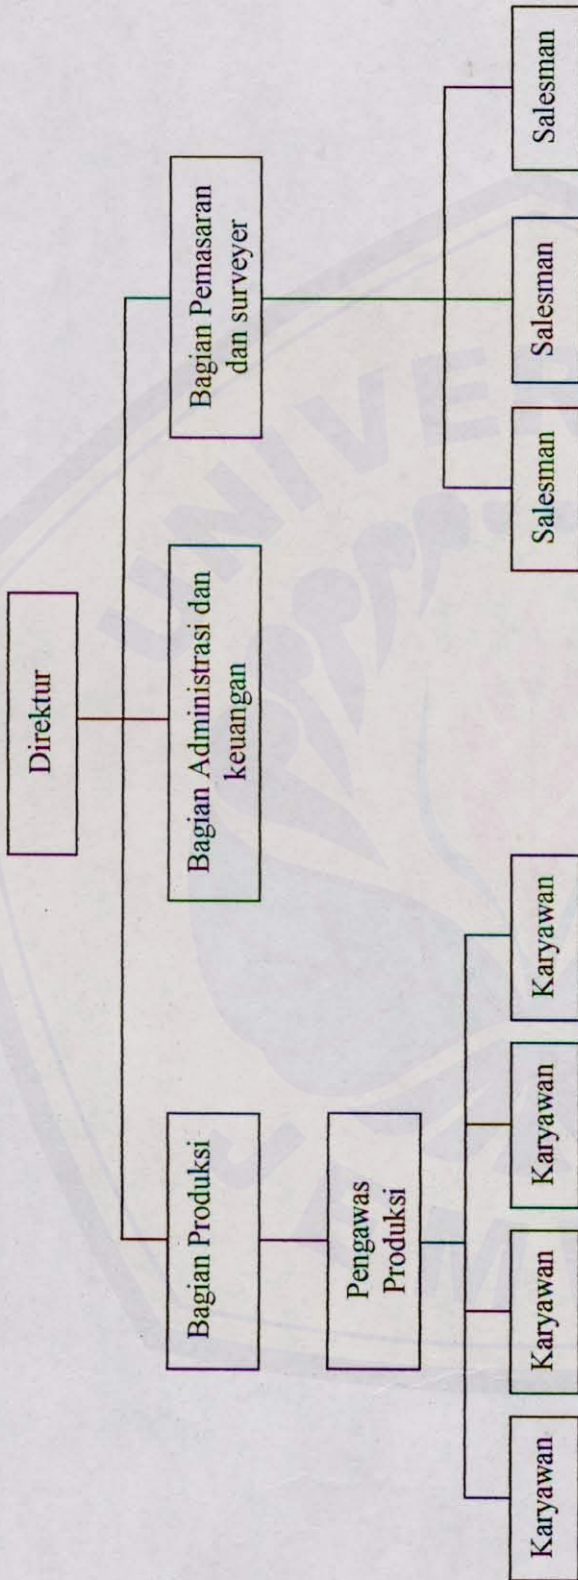 Direktur
Bagian Produksi
Bagian Administrasi dan
keuangan
Bagian Pemasaran
dan surveyer
Pengawas
Produksi
Karyawan
Karyawan
Karyawan
Karyawan
Salesman
Salesman
Salesman